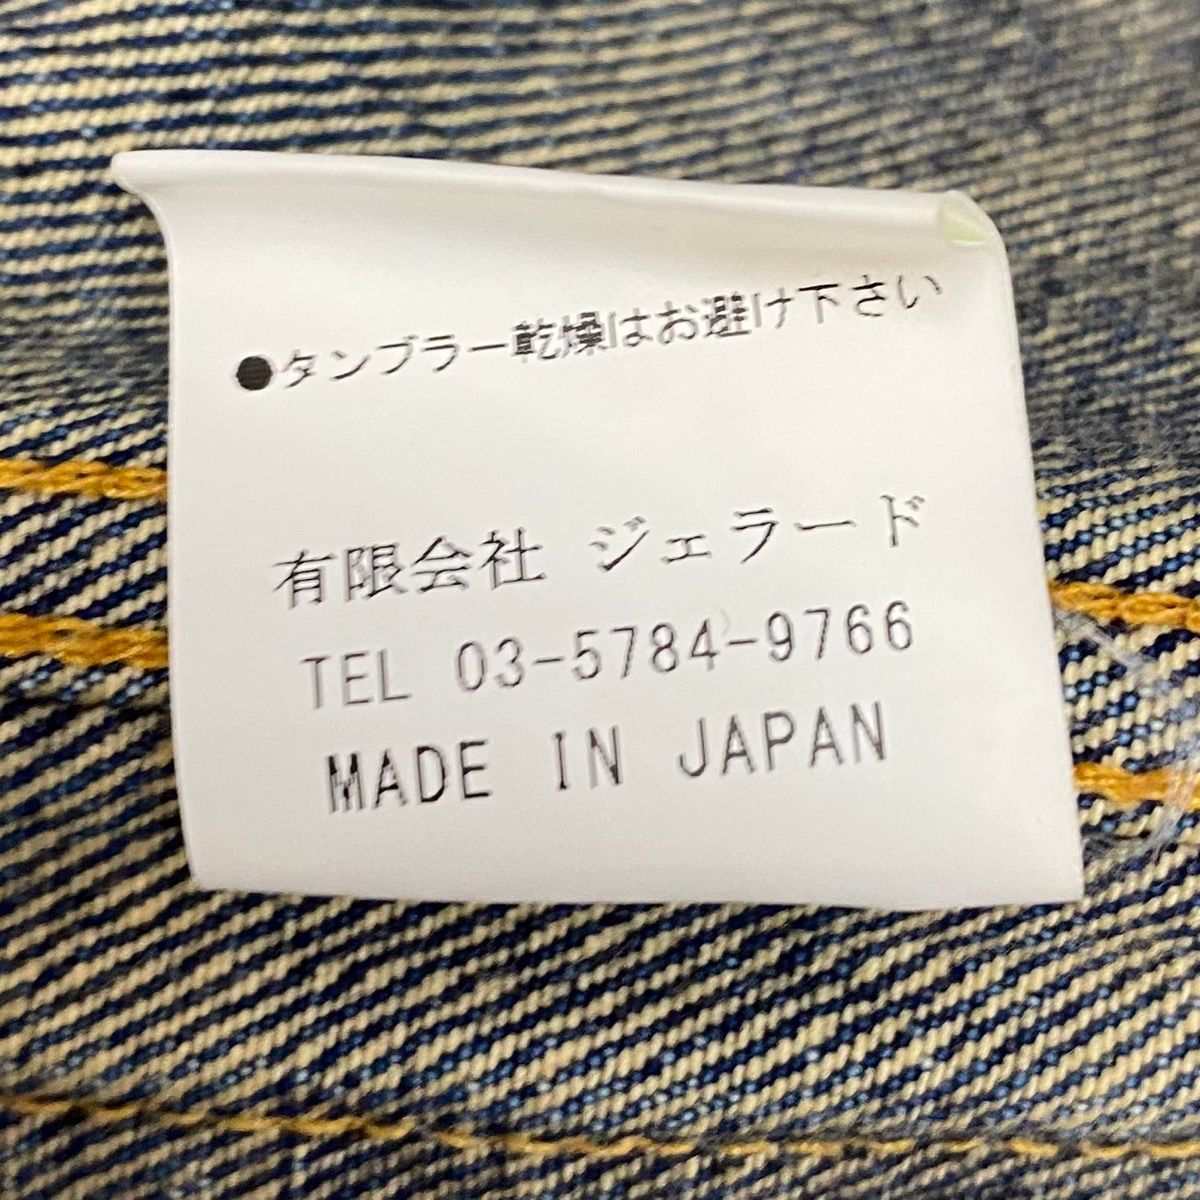 ●タンブラー乾燥はお避け下さい
有限会社 ジェラード
TEL 03-5784-9766
MADE IN JAPAN